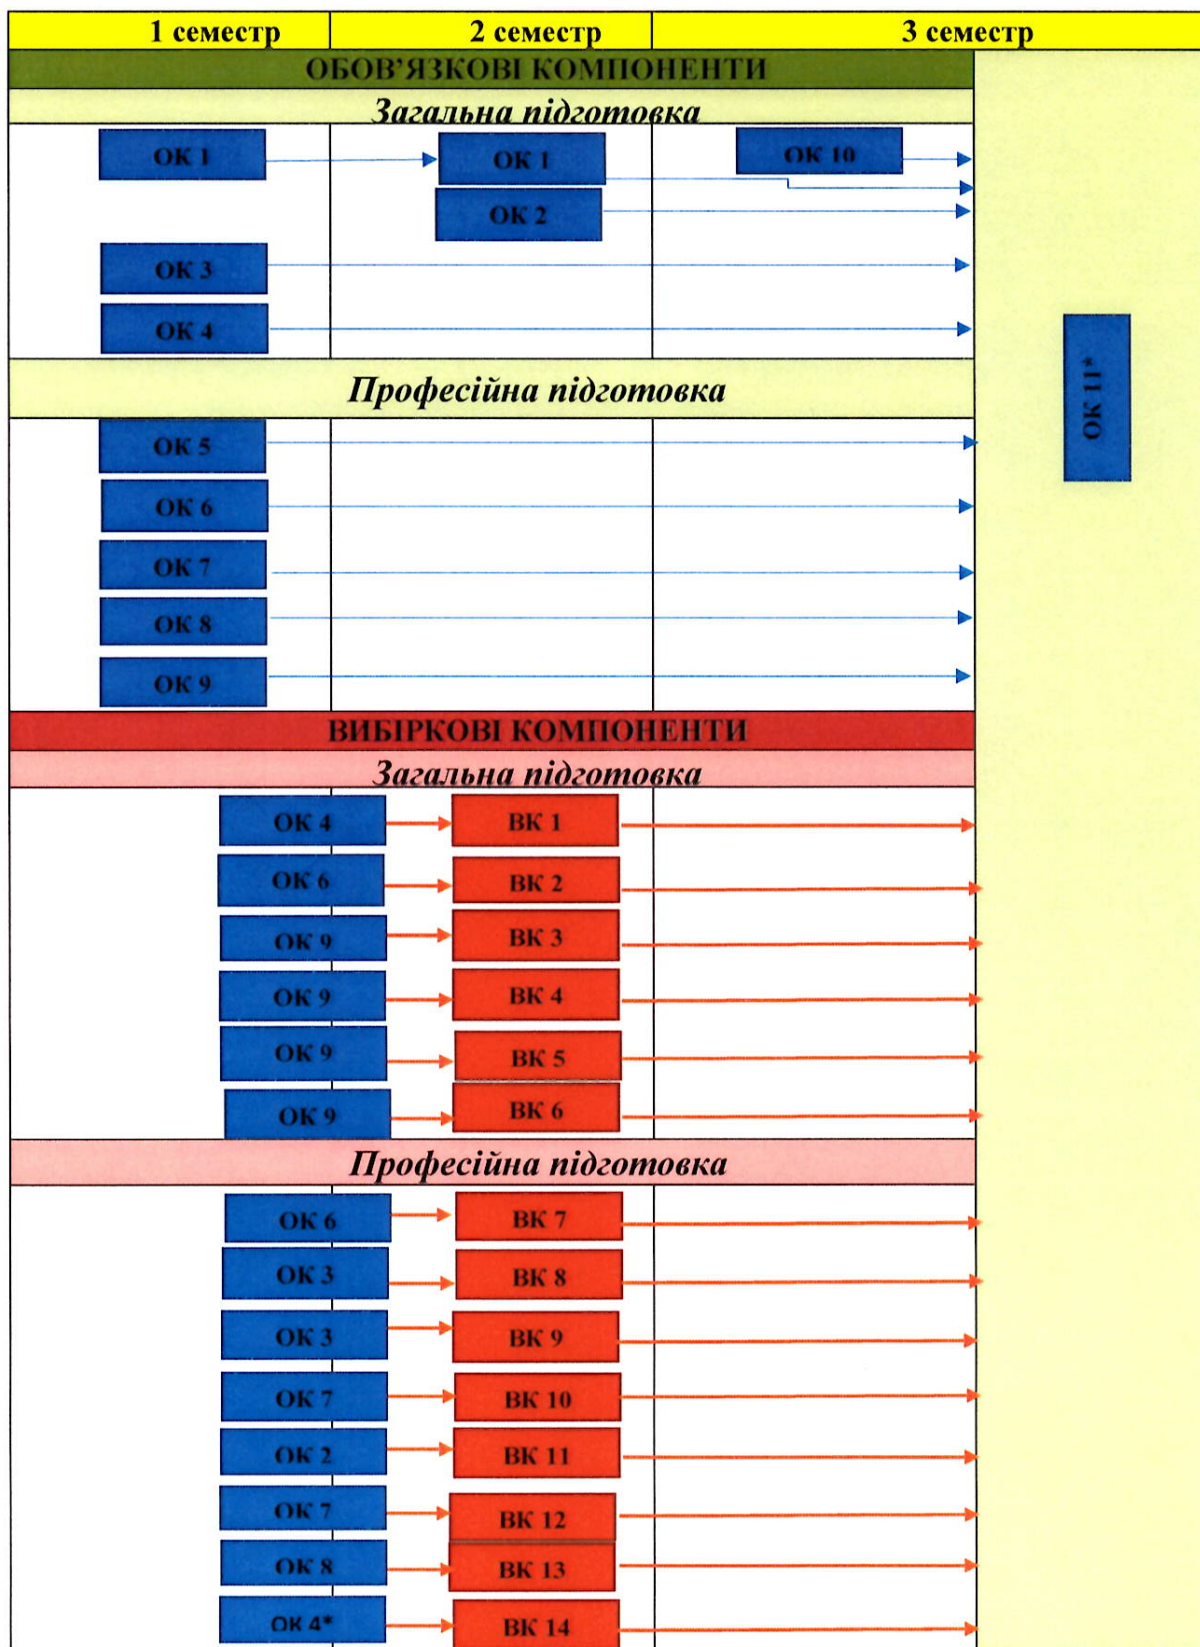 1 семестр 2 семестр 3 семестр
ОБОВ'ЯЗКОВІ КОМПОНЕНТИ
Загальна підготовка
ОК 1 ОК 1 ОК 10
ОК 2
ОК 3
ОК 4
ОК 11*
Професійна підготовка
ОК 5
ОК 6
ОК 7
ОК 8
ОК 9
ВИБІРКОВІ КОМПОНЕНТИ
Загальна підготовка
ОК 4 ВК 1
ОК 6 ВК 2
ОК 9 ВК 3
ОК 9 ВК 4
ОК 9 ВК 5
ОК 9 ВК 6
Професійна підготовка
ОК 6 ВК 7
ОК 3 ВК 8
ОК 3 ВК 9
ОК 7 ВК 10
ОК 2 ВК 11
ОК 7 ВК 12
ОК 8 ВК 13
ОК 4* ВК 14